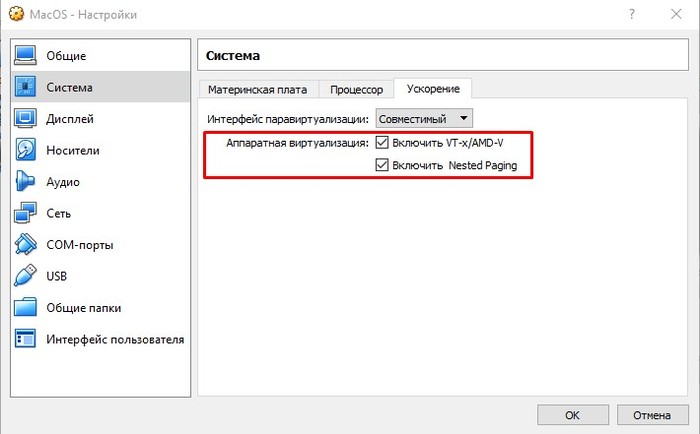 MacOS - Настройки
?
Общие
Система
Дисплей
Носители
Аудио
Сеть
COM-порты
USB
Общие папки
Интерфейс пользователя
Система
Материнская плата Процессор Ускорение
Интерфейс паравиртуализации: Совместимый
Аппаратная виртуализация: Включить VT-x/AMD-V
Включить Nested Paging
OK Отмена